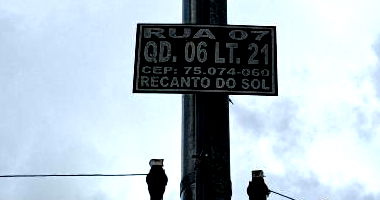 RUA 07
QD. 06 LT. 21
CEP: 75.074-060
RECANTO DO SOL